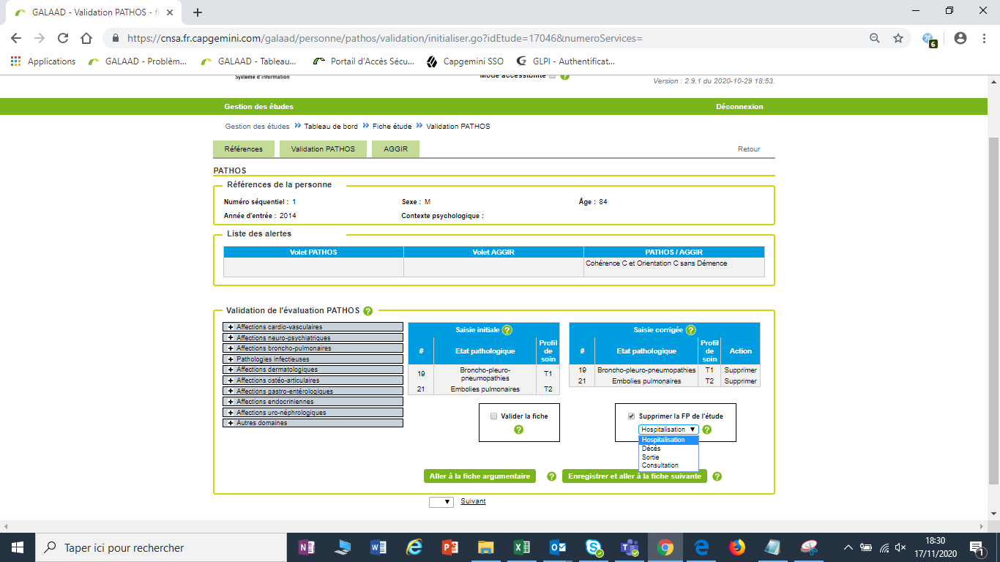 GALAAD - Validation PATHOS - fi
https://cnsa.fr.capgemini.com/galaad/personne/pathos/validation/initialiser.go?idEtude=17046&numeroServices=
6
Applications GALAAD - Problèm... GALAAD - Tableau... Portail d'Accès Sécu... Capgemini SSO GLPI - Authentificat...
Système d'information
Mode accessibilité ?
Version : 2.9.1 du 2020-10-29 18:53.
Gestion des études Déconnexion
Gestion des études Tableau de bord Fiche étude Validation PATHOS
Références Validation PATHOS AGGIR Retour
PATHOS
Références de la personne
Numéro séquentiel : 1 Sexe : M Âge : 84
Année d'entrée : 2014 Contexte psychologique :
Liste des alertes
Volet PATHOS Volet AGGIR PATHOS / AGGIR
Cohérence C et Orientation C sans Démence
Validation de l'évaluation PATHOS ?
+ Affections cardio-vasculaires
+ Affections neuro-psychiatriques
+ Affections broncho-pulmonaires
+ Pathologies infectieuses
+ Affections dermatologiques
+ Affections ostéo-articulaires
+ Affections gastro-entérologiques
+ Affections endocriniennes
+ Affections uro-néphrologiques
+ Autres domaines
Saisie initiale ?
# Etat pathologique Profil de soin
19 Broncho-pleuro-pneumopathies T1
21 Embolies pulmonaires T2
Saisie corrigée ?
# Etat pathologique Profil de soin Action
19 Broncho-pleuro-pneumopathies T1 Supprimer
21 Embolies pulmonaires T2 Supprimer
Valider la fiche
?
Supprimer la FP de l'étude
Hospitalisation ?
Hospitalisation
Décès
Sortie
Consultation
Aller à la fiche argumentaire ? Enregistrer et aller à la fiche suivante ?
Suivant
Taper ici pour rechercher
18:30
17/11/2020
1